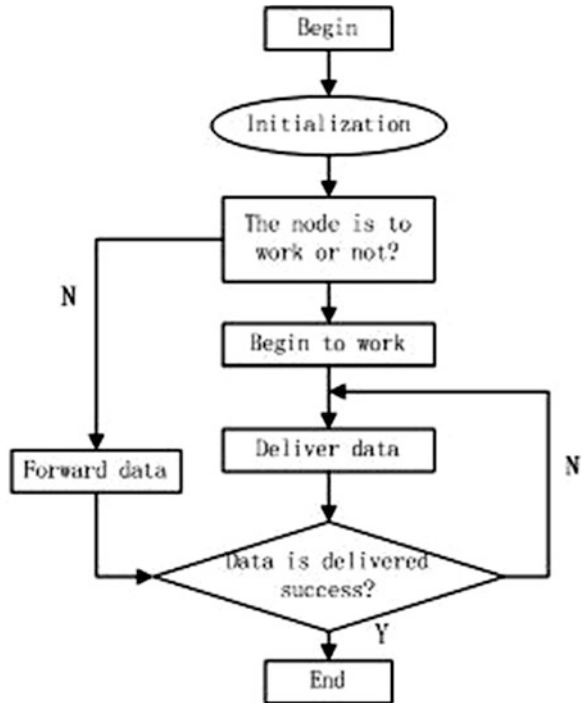 Begin
Initialization
The node is to
work or not?
N
Begin to work
Deliver data
Forward data
N
Data is delivered
success?
Y
End